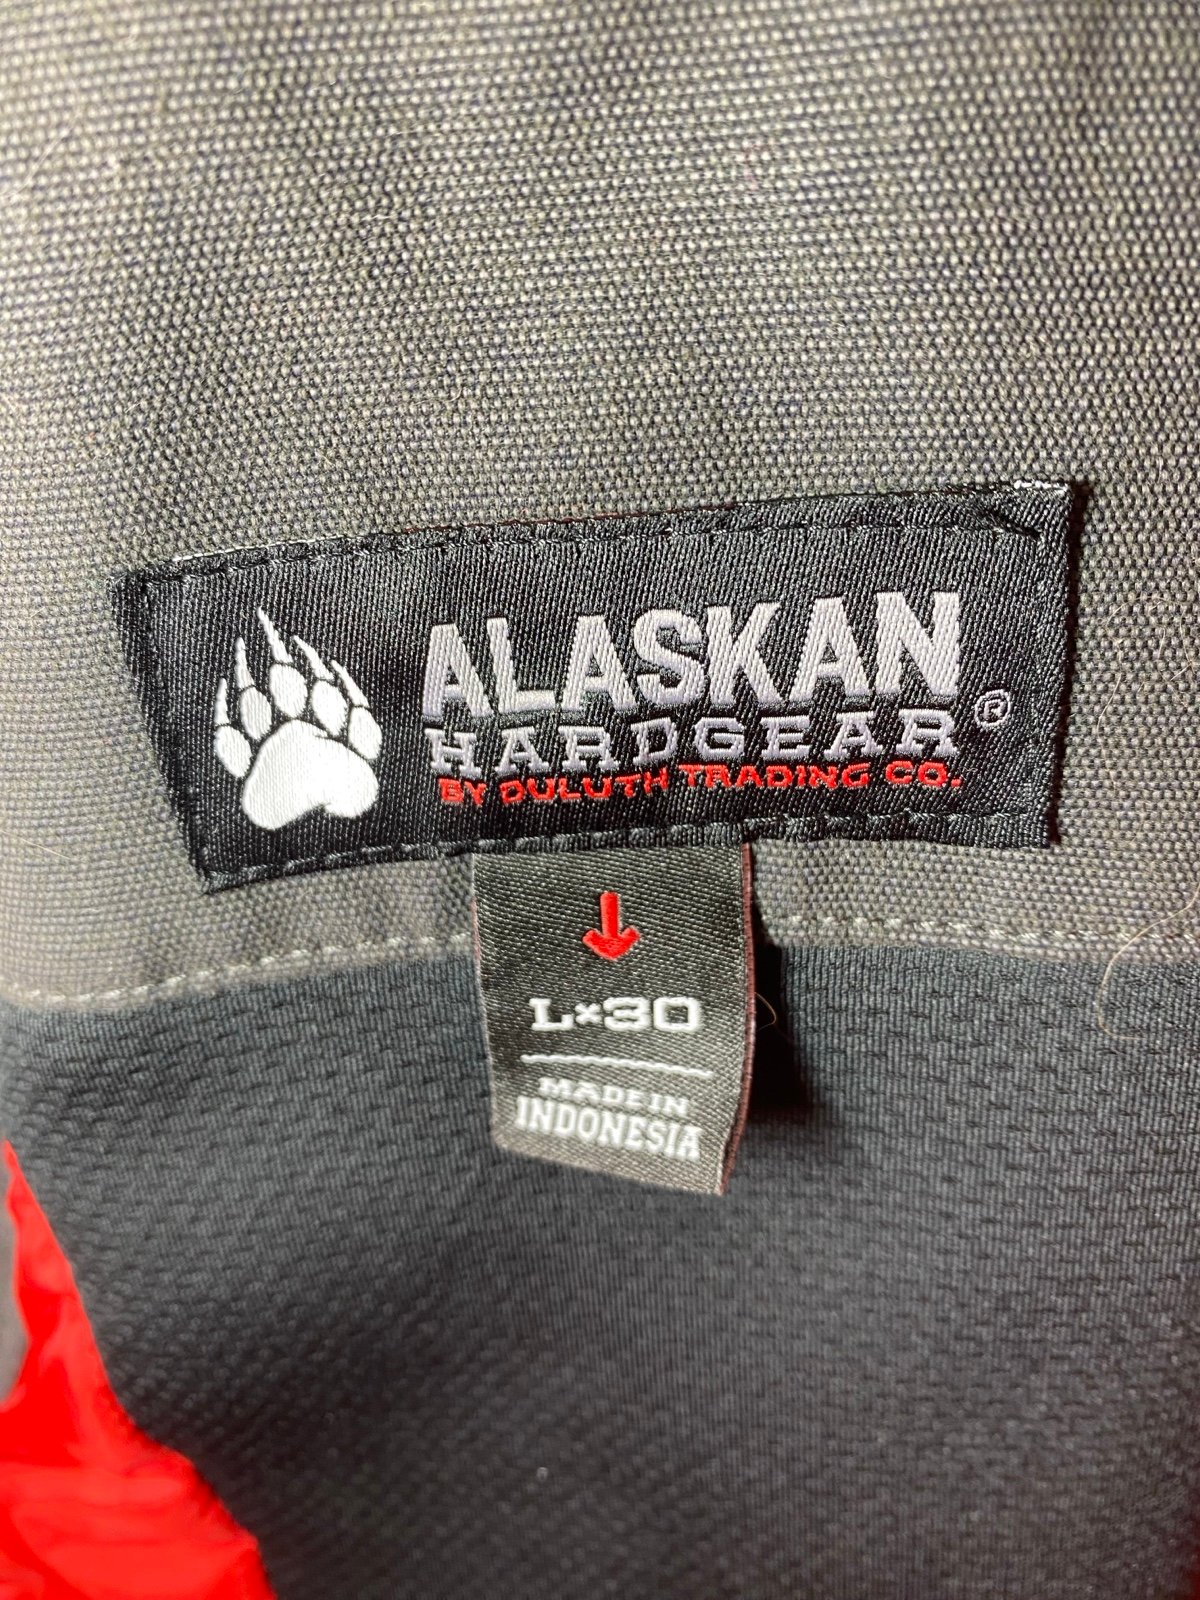 ALASKAN
HARDGEAR®
BY DULUTH TRADING CO.
L×30
MADE IN
INDONESIA